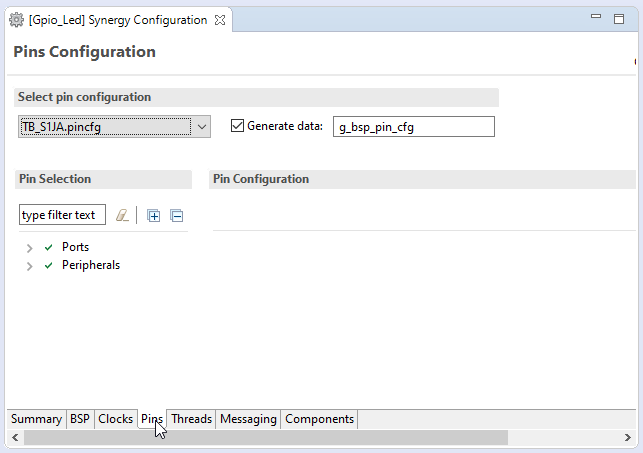 [Gpio_Led] Synergy Configuration
Pins Configuration
Select pin configuration
TB_S1JA.pincfg
Generate data:
g_bsp_pin_cfg
Pin Selection
Pin Configuration
type filter text
Ports
Peripherals
Summary BSP Clocks Pins Threads Messaging Components